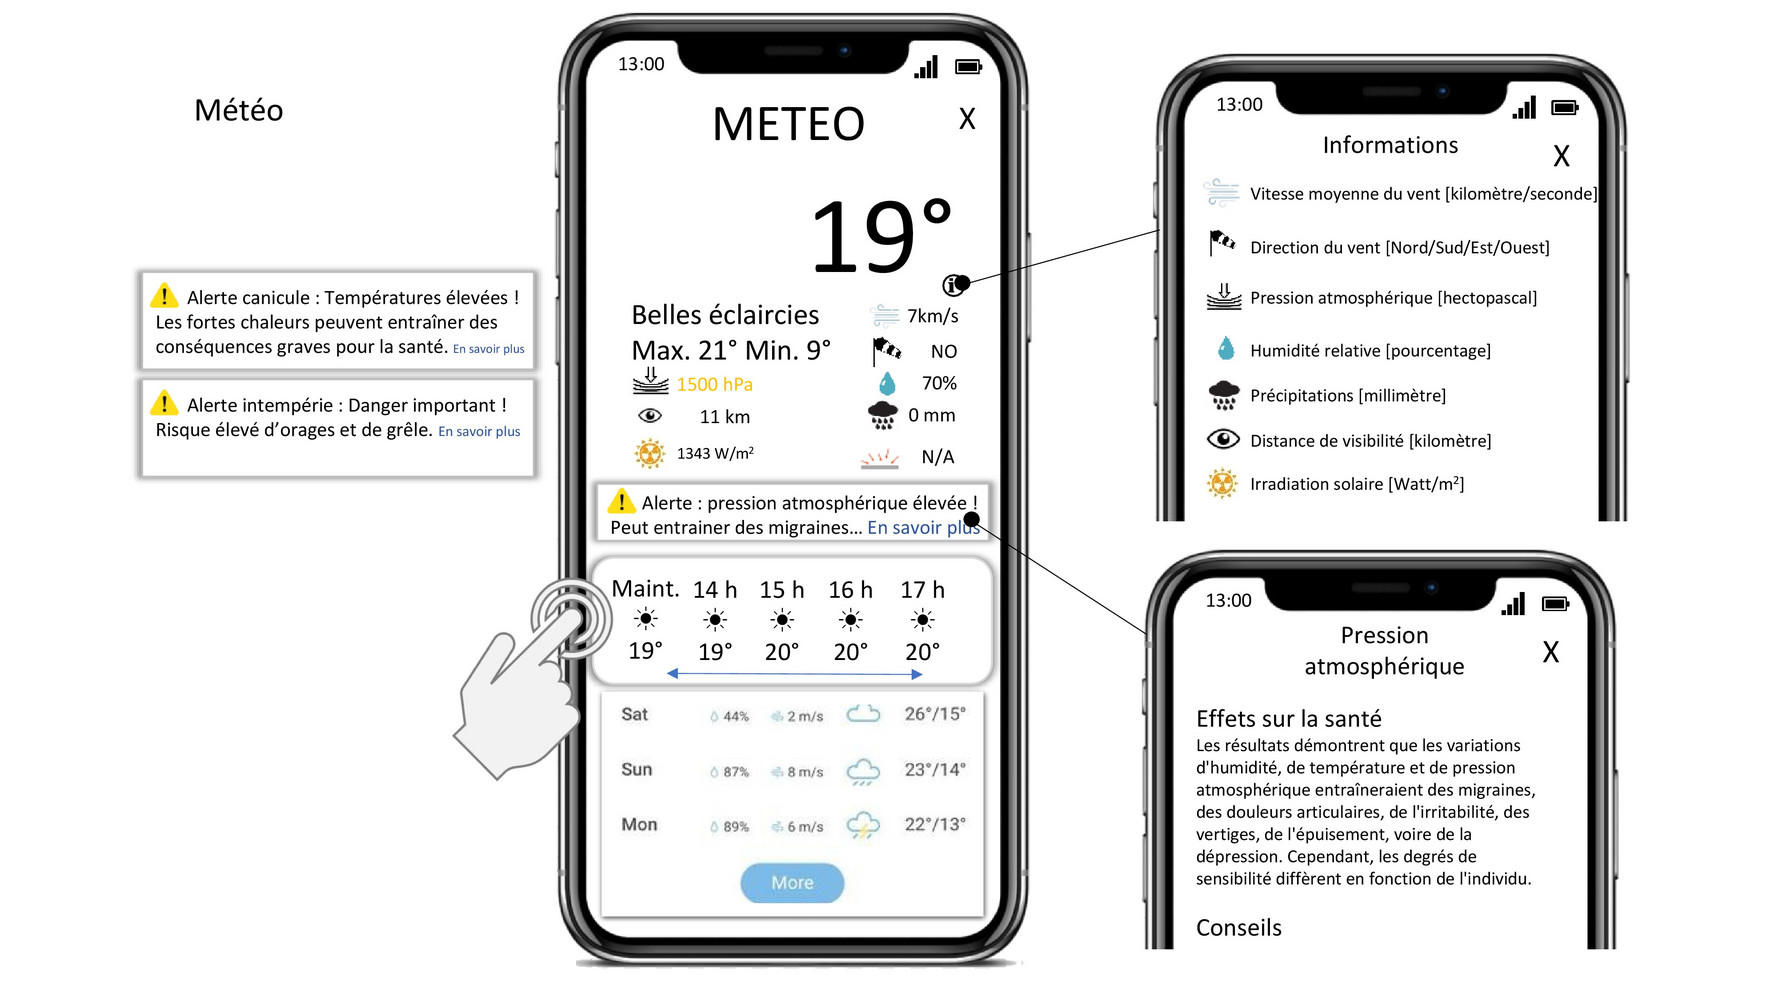 Météo
Alerte canicule : Températures élevées !
Les fortes chaleurs peuvent entraîner des
conséquences graves pour la santé. En savoir plus
Alerte intempérie : Danger important !
Risque élevé d’orages et de grêle. En savoir plus
13:00
METEO
X
19°
Belles éclaircies
7km/s
Max. 21° Min. 9°
NO
1500 hPa
70%
11 km
0 mm
1343 W/m²
N/A
Alerte : pression atmosphérique élevée !
Peut entrainer des migraines... En savoir plus
Maint. 14 h 15 h 16 h 17 h
19° 19° 20° 20° 20°
Sat 44% 2 m/s 26°/15°
Sun 87% 8 m/s 23°/14°
Mon 89% 6 m/s 22°/13°
More
13:00
Informations
X
Vitesse moyenne du vent [kilomètre/seconde]
Direction du vent [Nord/Sud/Est/Ouest]
Pression atmosphérique [hectopascal]
Humidité relative [pourcentage]
Précipitations [millimètre]
Distance de visibilité [kilomètre]
Irradiation solaire [Watt/m²]
13:00
Pression
atmosphérique
X
Effets sur la santé
Les résultats démontrent que les variations
d'humidité, de température et de pression
atmosphérique entraîneraient des migraines,
des douleurs articulaires, de l'irritabilité, des
vertiges, de l'épuisement, voire de la
dépression. Cependant, les degrés de
sensibilité diffèrent en fonction de l'individu.
Conseils